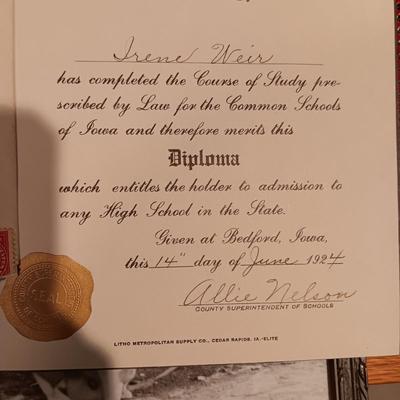 Irene Weir
has completed the Course of Study pre-
scribed by Law for the Common Schools
of Iowa and therefore merits this
Diploma
which entitles the holder to admission to
any High School in the State.
Given at Bedford, Iowa,
this 14" day of June 1924
Allie Nelson
COUNTY SUPERINTENDENT OF SCHOOLS
SEAL
LITHO METROPOLITAN SUPPLY CO., CEDAR RAPIDS, IA.-ELITE